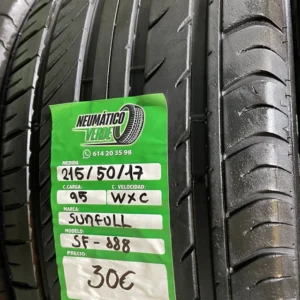 NEUMÁTICO
VERDE
614 20 35 98
MEDIDA:
215/50/17
C. CARGA: C. VELOCIDAD:
95 WXC
MARCA:
SUNFULL
MODELO:
SF-888
PRECIO:
30€